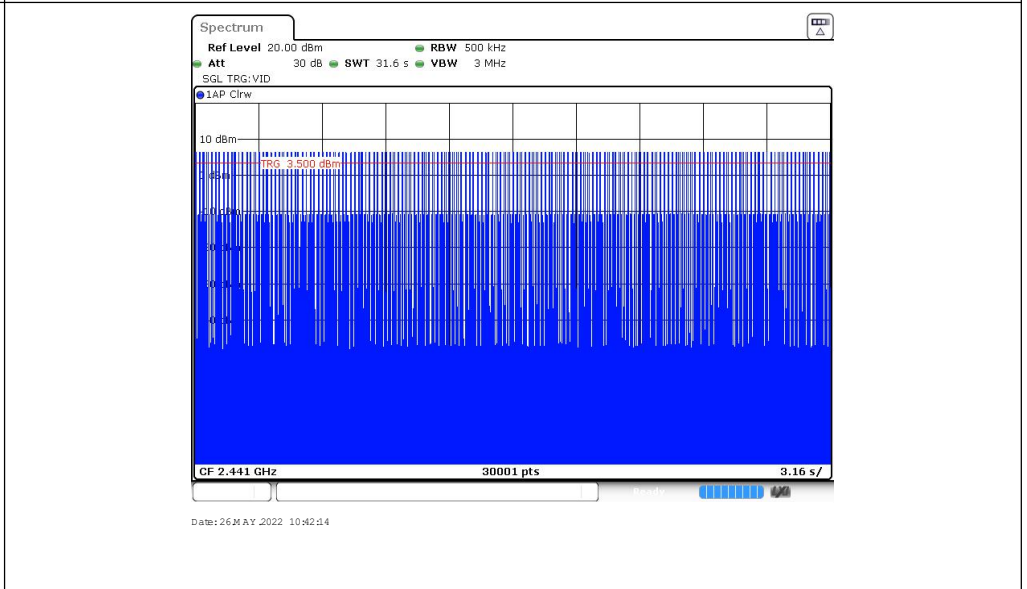 Spectrum
Ref Level 20.00 dBm RBW 500 kHz
Att 30 dB SWT 31.6 s VBW 3 MHz
SGL TRG:VID
1AP Clrw
10 dBm
TRG 3.500 dBm
CF 2.441 GHz 30001 pts 3.16 s/
Ready
Date: 26.MAY.2022 10:42:14